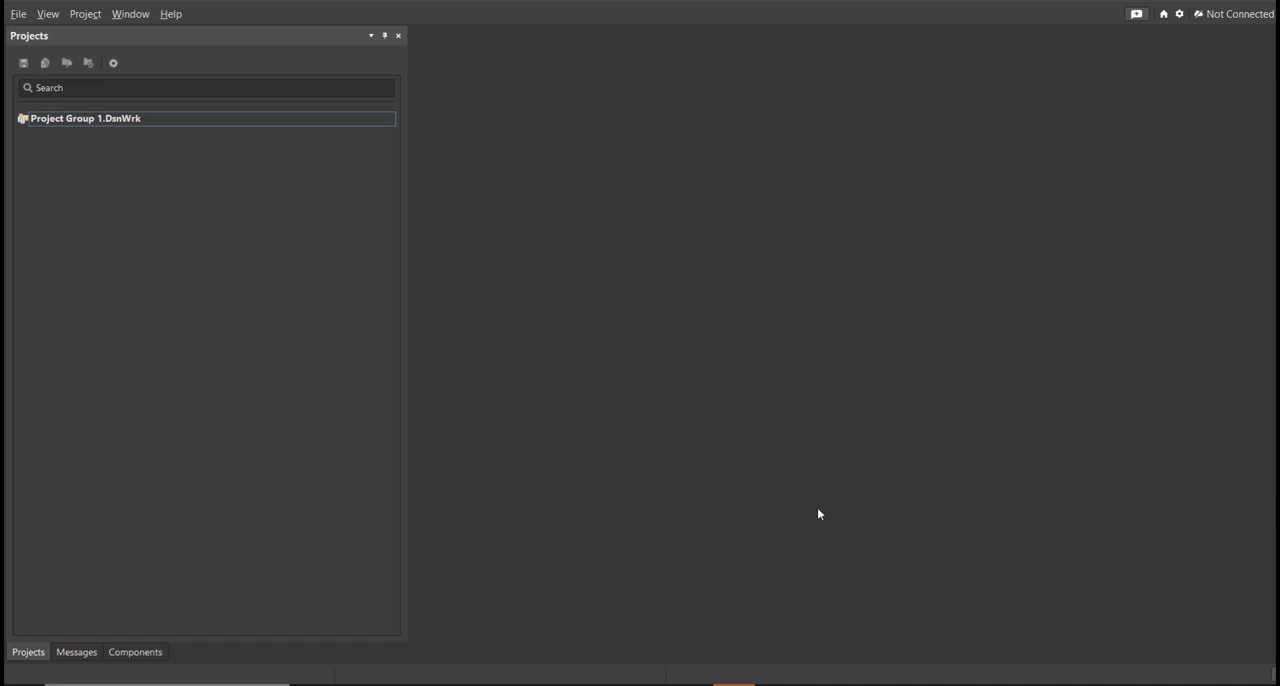 File View Project Window Help Not Connected
Projects
Search
Project Group 1.DsnWrk
Projects Messages Components